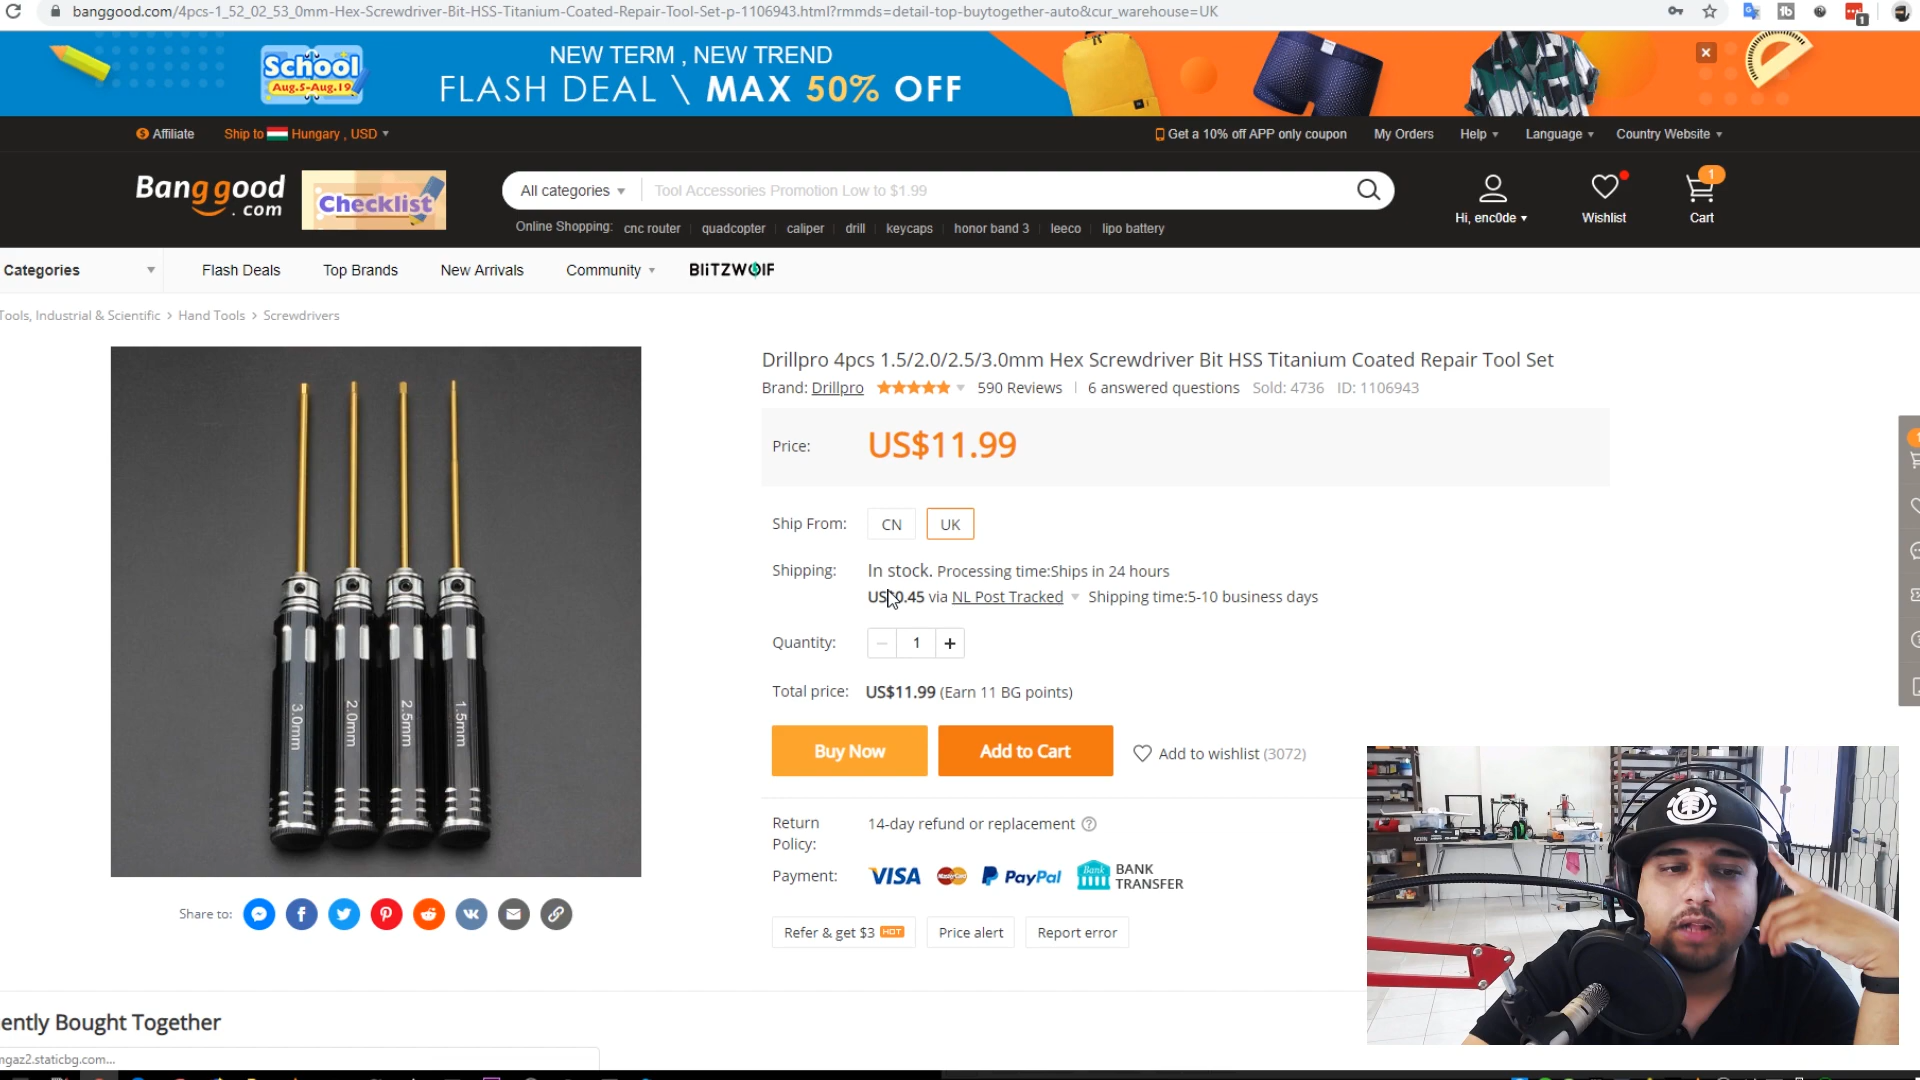 banggood.com/4pcs-1_52_02_53_0mm-Hex-Screwdriver-Bit-HSS-Titanium-Coated-Repair-Tool-Set-p-1106943.html?rmmds=detail-top-buytogether-auto&cur_warehouse=UK
1
School
Aug.5-Aug.19
NEW TERM , NEW TREND
FLASH DEAL \ MAX 50% OFF
Affiliate
Ship to Hungary , USD
Get a 10% off APP only coupon
My Orders
Help
Language
Country Website
Banggood
.com
Checklist
All categories
Tool Accessories Promotion Low to $1.99
Online Shopping: cnc router quadcopter caliper drill keycaps honor band 3 leeco lipo battery
Hi, enc0de
Wishlist
1
Cart
Categories
Flash Deals
Top Brands
New Arrivals
Community
BLITZWOLF
Tools, Industrial & Scientific > Hand Tools > Screwdrivers
3.0mm
2.0mm
2.5mm
1.5mm
Drillpro 4pcs 1.5/2.0/2.5/3.0mm Hex Screwdriver Bit HSS Titanium Coated Repair Tool Set
Brand: Drillpro 590 Reviews 6 answered questions Sold: 4736 ID: 1106943
Price: US$11.99
Ship From: CN UK
Shipping: In stock. Processing time:Ships in 24 hours
US$0.45 via NL Post Tracked Shipping time:5-10 business days
Quantity: − 1 +
Total price: US$11.99 (Earn 11 BG points)
Buy Now
Add to Cart
Add to wishlist (3072)
Return Policy: 14-day refund or replacement ?
Payment: VISA MasterCard PayPal Bank BANK TRANSFER
Refer & get $3 HOT
Price alert
Report error
Share to:
ently Bought Together
ngaz2.staticbg.com...